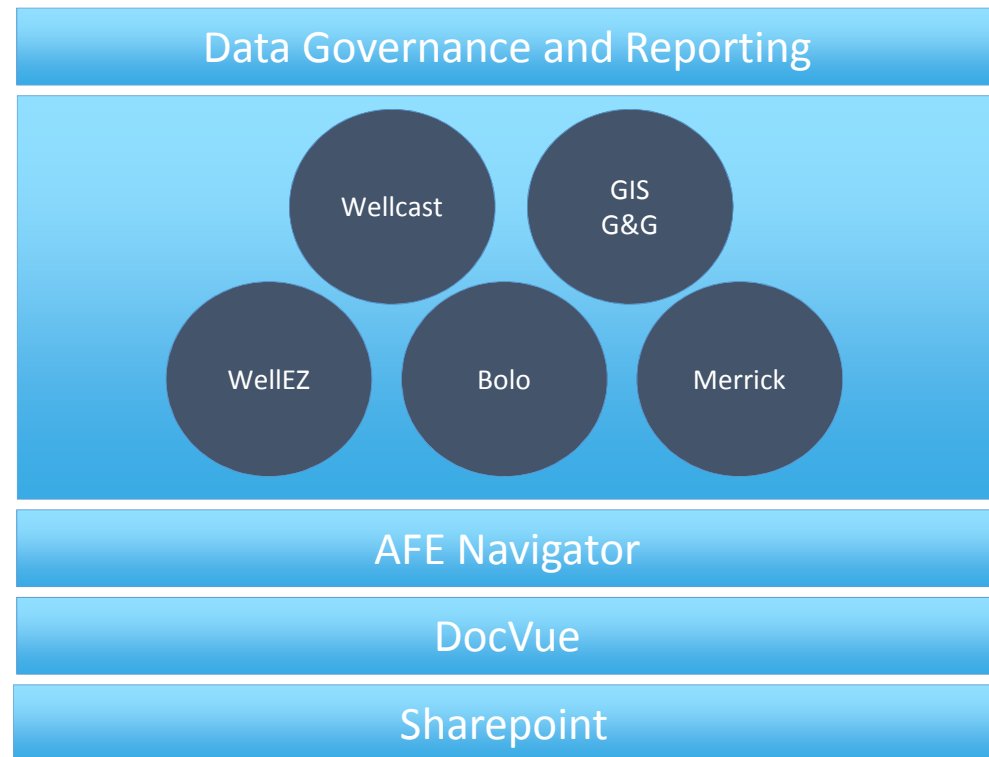 Data Governance and Reporting
Wellcast
GIS
G&G
WellEZ
Bolo
Merrick
AFE Navigator
DocVue
Sharepoint